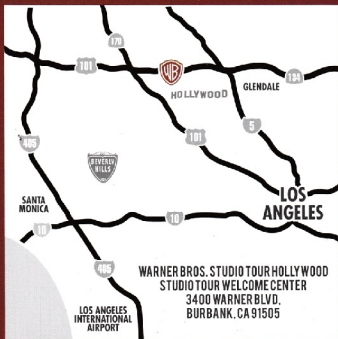 170
101
WB
134
HOLLYWOOD
GLENDALE
5
101
405
BEVERLY
HILLS
SANTA
MONICA
LOS
ANGELES
10
10
405
WARNER BROS. STUDIO TOUR HOLLYWOOD
STUDIO TOUR WELCOME CENTER
3400 WARNER BLVD,
BURBANK, CA 91505
LOS ANGELES
INTERNATIONAL
AIRPORT